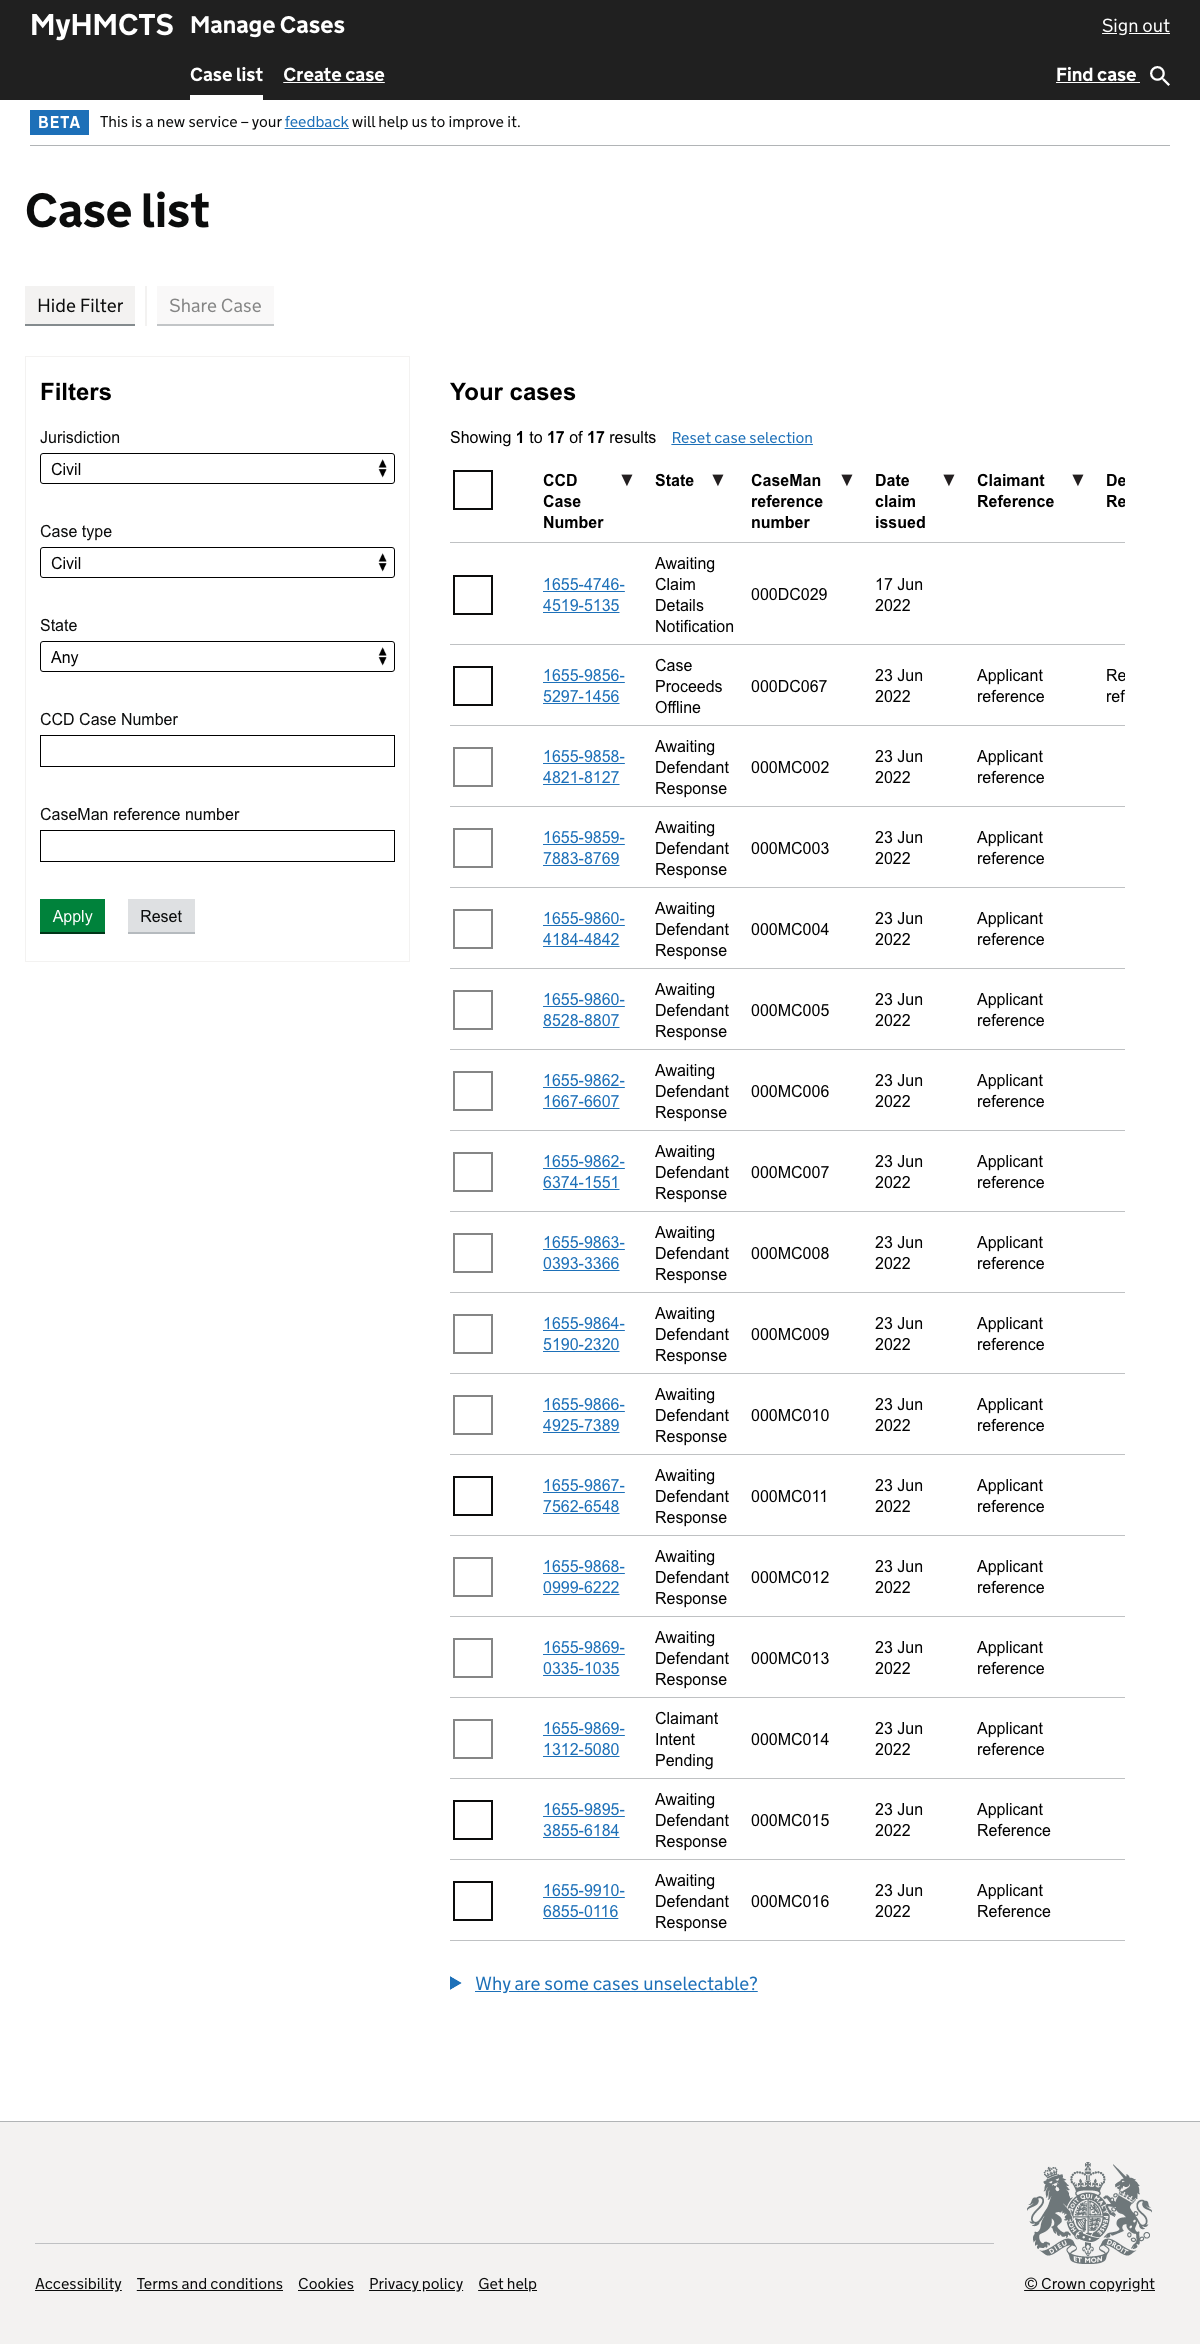 MyHMCTS Manage Cases Sign out
Case list Create case Find case
BETA This is a new service – your feedback will help us to improve it.
Case list
Hide Filter Share Case
Filters
Jurisdiction
Civil
Case type
Civil
State
Any
CCD Case Number
CaseMan reference number
Apply Reset
Your cases
Showing 1 to 17 of 17 results Reset case selection
CCD ▼ State ▼ CaseMan ▼ Date ▼ Claimant ▼ De
Case reference claim Reference Re
Number number issued
Awaiting
1655-4746- Claim 000DC029 17 Jun
4519-5135 Details 2022
Notification
Case
1655-9856- Proceeds 000DC067 23 Jun Applicant Re
5297-1456 Offline 2022 reference ref
Awaiting
1655-9858- Defendant 000MC002 23 Jun Applicant
4821-8127 Response 2022 reference
Awaiting
1655-9859- Defendant 000MC003 23 Jun Applicant
7883-8769 Response 2022 reference
Awaiting
1655-9860- Defendant 000MC004 23 Jun Applicant
4184-4842 Response 2022 reference
Awaiting
1655-9860- Defendant 000MC005 23 Jun Applicant
8528-8807 Response 2022 reference
Awaiting
1655-9862- Defendant 000MC006 23 Jun Applicant
1667-6607 Response 2022 reference
Awaiting
1655-9862- Defendant 000MC007 23 Jun Applicant
6374-1551 Response 2022 reference
Awaiting
1655-9863- Defendant 000MC008 23 Jun Applicant
0393-3366 Response 2022 reference
Awaiting
1655-9864- Defendant 000MC009 23 Jun Applicant
5190-2320 Response 2022 reference
Awaiting
1655-9866- Defendant 000MC010 23 Jun Applicant
4925-7389 Response 2022 reference
Awaiting
1655-9867- Defendant 000MC011 23 Jun Applicant
7562-6548 Response 2022 reference
Awaiting
1655-9868- Defendant 000MC012 23 Jun Applicant
0999-6222 Response 2022 reference
Awaiting
1655-9869- Defendant 000MC013 23 Jun Applicant
0335-1035 Response 2022 reference
Claimant
1655-9869- Intent 000MC014 23 Jun Applicant
1312-5080 Pending 2022 reference
Awaiting
1655-9895- Defendant 000MC015 23 Jun Applicant
3855-6184 Response 2022 Reference
Awaiting
1655-9910- Defendant 000MC016 23 Jun Applicant
6855-0116 Response 2022 Reference
Why are some cases unselectable?
DIEU ET MON DROIT
Accessibility Terms and conditions Cookies Privacy policy Get help © Crown copyright